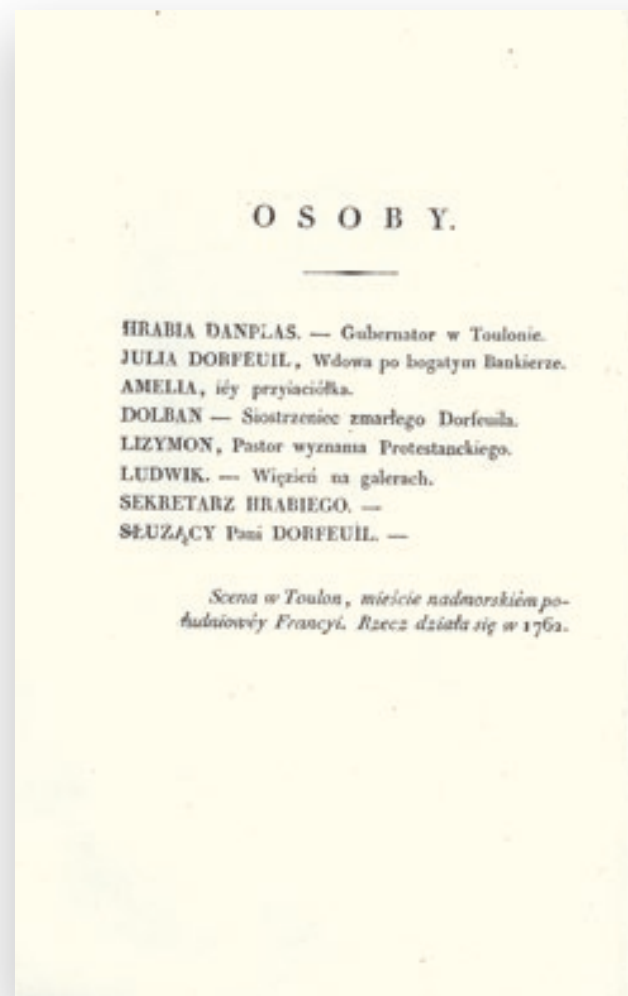 OSOBY.
HRABIA DANPLAS. — Gubernator w Toulonie.
JULIA DORFEUIL, Wdowa po bogatym Bankierze.
AMELIA, iéy przyiaciółka.
DOLBAN — Siostrzeniec zmarłego Dorfeuila.
LIZYMON, Pastor wyznania Protestanckiego.
LUDWIK. — Więzień na galerach.
SEKRETARZ HRABIEGO. —
SŁUZĄCY Pani DORFEUIL. —
Scena w Toulon, mieście nadmorskiém po-
łudniowéy Francyi. Rzecz działa się w 1762.